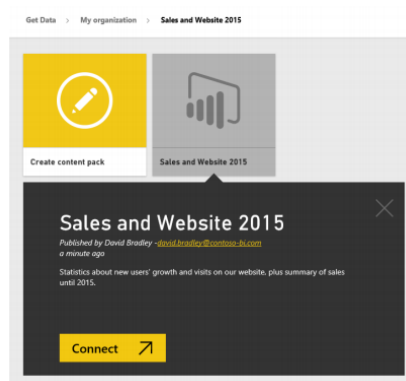 Get Data > My organization > Sales and Website 2015
Create content pack
Sales and Website 2015
Sales and Website 2015
Published by David Bradley -david.bradley@contoso-bi.com
a minute ago
Statistics about new users' growth and visits on our website, plus summary of sales
until 2015.
Connect